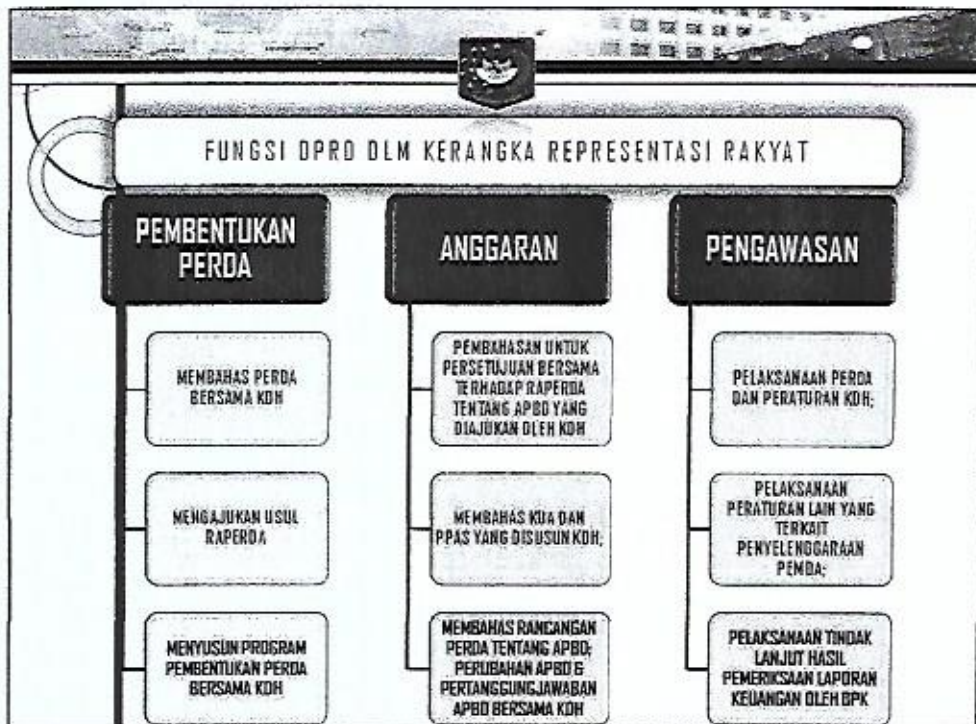 FUNGSI DPRD DLM KERANGKA REPRESENTASI RAKYAT
PEMBENTUKAN
PERDA
MEMBAHAS PERDA
BERSAMA KDH
MENGAJUKAN USUL
RAPERDA
MENYUSUN PROGRAM
PEMBENTUKAN PERDA
BERSAMA KDH
ANGGARAN
PEMBAHASAN UNTUK
PERSETUJUAN BERSAMA
TERHADAP RAPERDA
TENTANG APBD YANG
DIAJUKAN OLEH KDH
MEMBAHAS KUA DAN
PPAS YANG DISUSUN KDH;
MEMBAHAS RANCANGAN
PERDA TENTANG APBD;
PERUBAHAN APBD &
PERTANGGUNGJAWABAN
APBD BERSAMA KDH
PENGAWASAN
PELAKSANAAN PERDA
DAN PERATURAN KDH;
PELAKSANAAN
PERATURAN LAIN YANG
TERKAIT
PENYELENGGARAAN
PEMDA;
PELAKSANAAN TINDAK
LANJUT HASIL
PEMERIKSAAN LAPORAN
KEUANGAN OLEH BPK